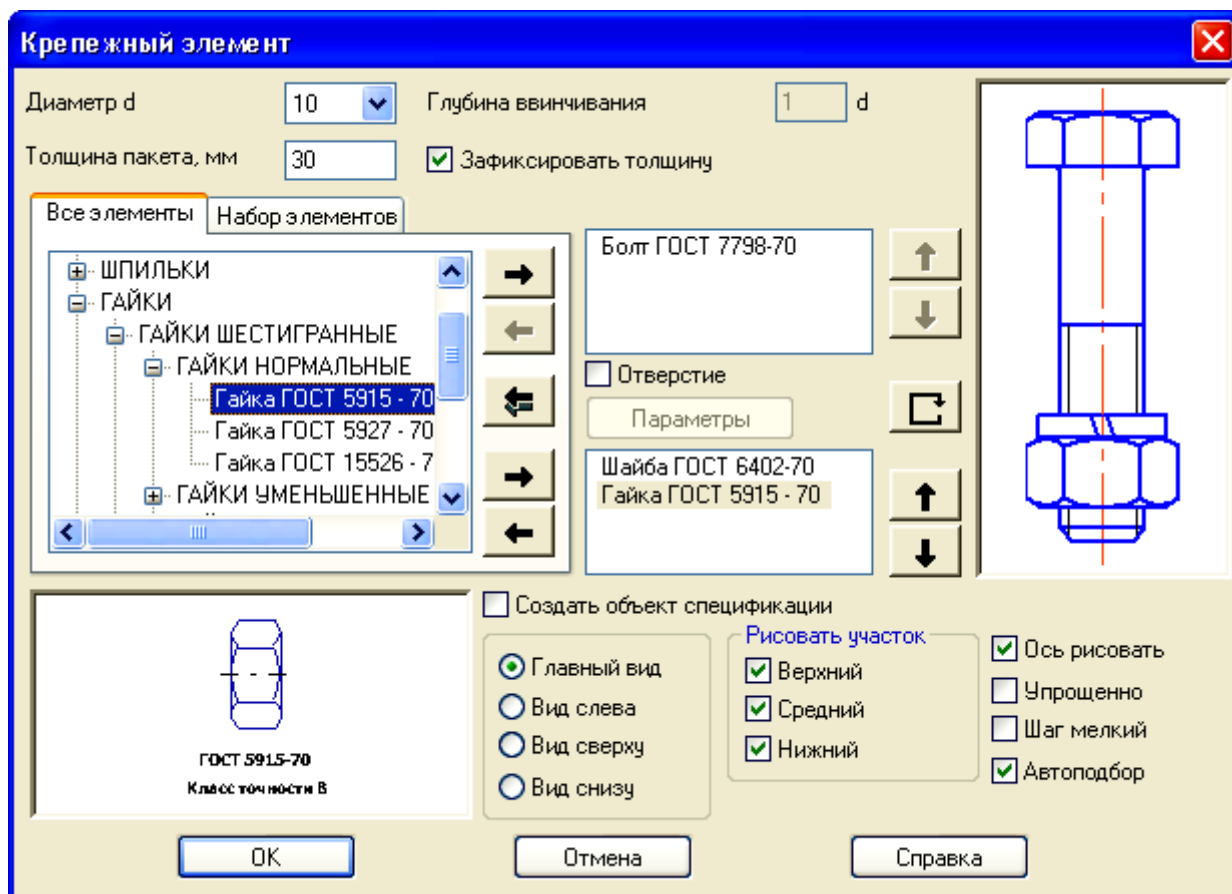 Крепежный элемент
Диаметр d
10
Глубина ввинчивания
1
d
Толщина пакета, мм
30
Зафиксировать толщину
Все элементы
Набор элементов
ШПИЛЬКИ
ГАЙКИ
ГАЙКИ ШЕСТИГРАННЫЕ
ГАЙКИ НОРМАЛЬНЫЕ
Гайка ГОСТ 5915 - 70
Гайка ГОСТ 5927 - 70
Гайка ГОСТ 15526 - 7
ГАЙКИ УМЕНЬШЕННЫЕ
Болт ГОСТ 7798-70
Отверстие
Параметры
Шайба ГОСТ 6402-70
Гайка ГОСТ 5915 - 70
ГОСТ 5915-70
Класс точности В
Создать объект спецификации
Главный вид
Вид слева
Вид сверху
Вид снизу
Рисовать участок
Верхний
Средний
Нижний
Ось рисовать
Упрощенно
Шаг мелкий
Автоподбор
OK
Отмена
Справка